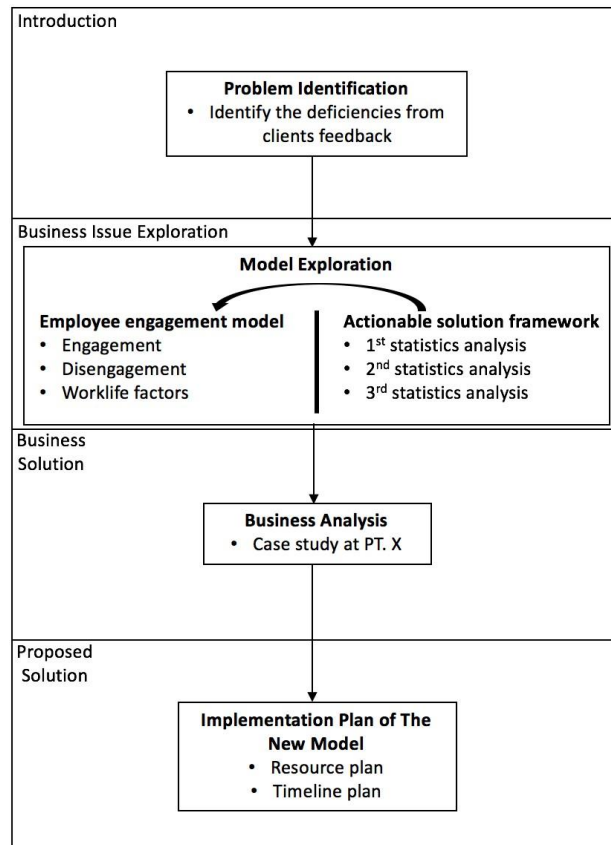 Introduction
Problem Identification
• Identify the deficiencies from
clients feedback
Business Issue Exploration
Model Exploration
Employee engagement model
• Engagement
• Disengagement
• Worklife factors
Actionable solution framework
• 1st statistics analysis
• 2nd statistics analysis
• 3rd statistics analysis
Business
Solution
Business Analysis
• Case study at PT. X
Proposed
Solution
Implementation Plan of The
New Model
• Resource plan
• Timeline plan